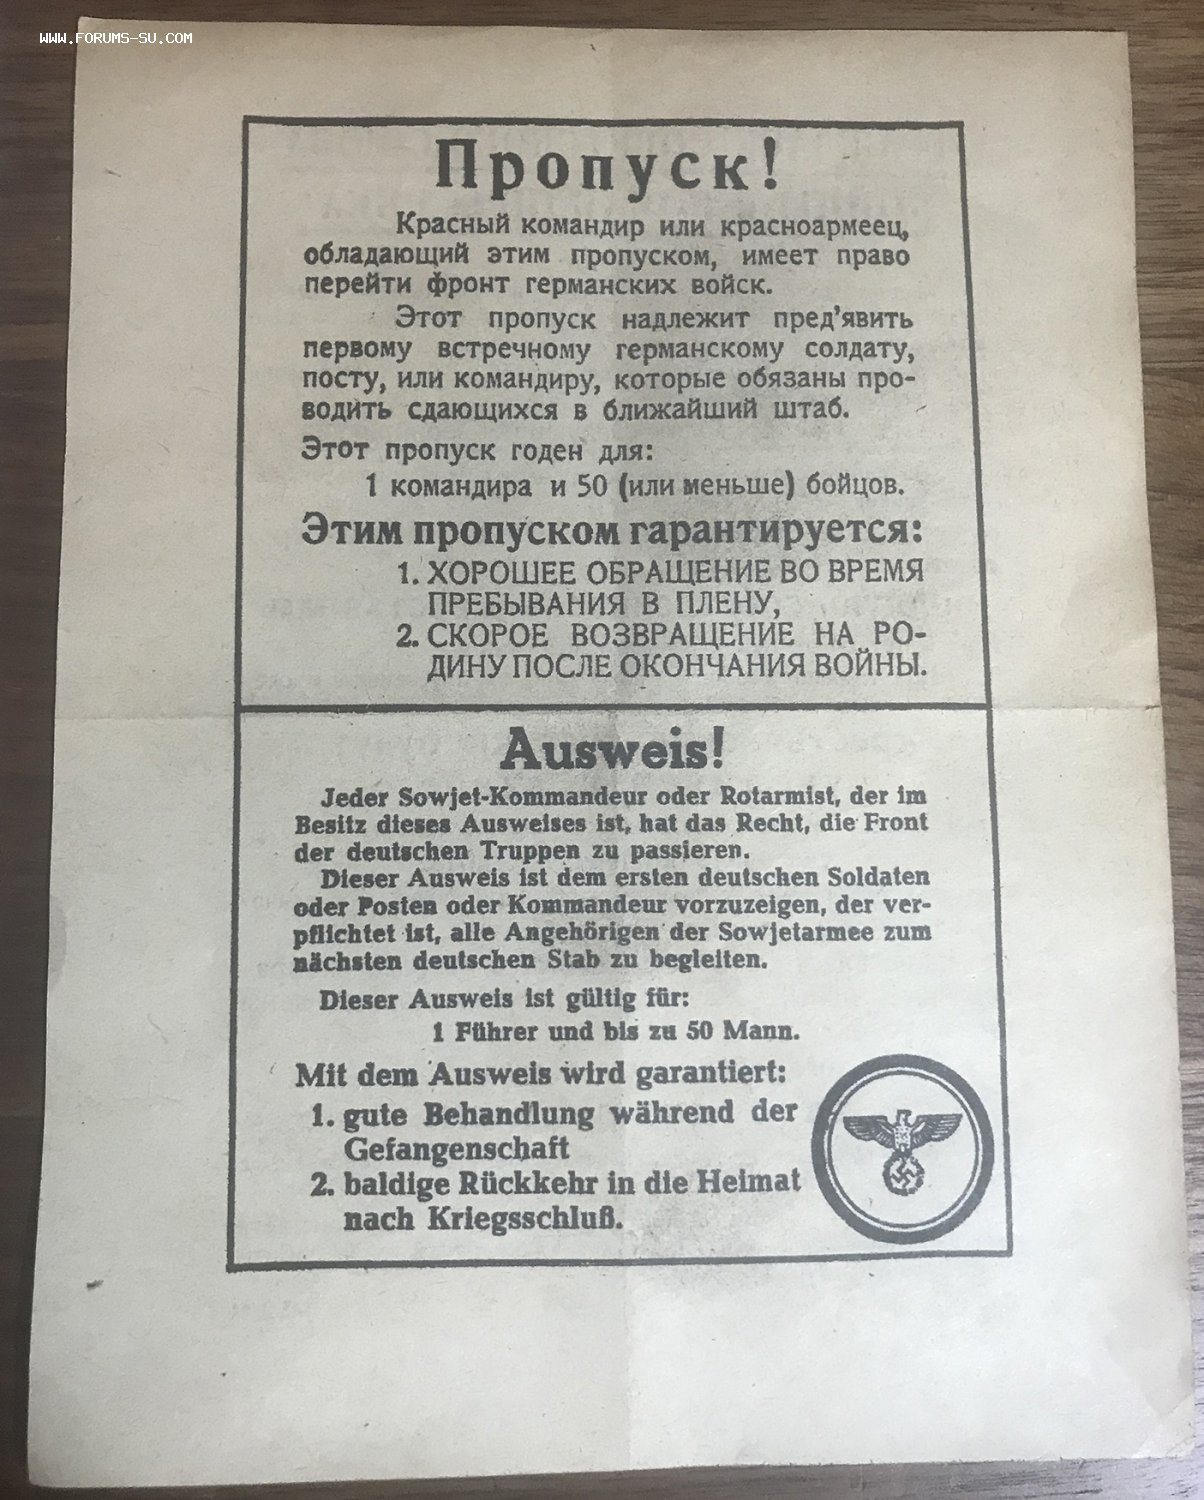 WWW.FORUMS-SU.COM
Пропуск!
Красный командир или красноармеец,
обладающий этим пропуском, имеет право
перейти фронт германских войск.
Этот пропуск надлежит пред'явить
первому встречному германскому солдату,
посту, или командиру, которые обязаны про-
водить сдающихся в ближайший штаб.
Этот пропуск годен для:
1 командира и 50 (или меньше) бойцов.
Этим пропуском гарантируется:
1. ХОРОШЕЕ ОБРАЩЕНИЕ ВО ВРЕМЯ
ПРЕБЫВАНИЯ В ПЛЕНУ,
2. СКОРОЕ ВОЗВРАЩЕНИЕ НА РО-
ДИНУ ПОСЛЕ ОКОНЧАНИЯ ВОЙНЫ.
Ausweis!
Jeder Sowjet-Kommandeur oder Rotarmist, der im
Besitz dieses Ausweises ist, hat das Recht, die Front
der deutschen Truppen zu passieren.
Dieser Ausweis ist dem ersten deutschen Soldaten
oder Posten oder Kommandeur vorzuzeigen, der ver-
pflichtet ist, alle Angehörigen der Sowjetarmee zum
nächsten deutschen Stab zu begleiten.
Dieser Ausweis ist gültig für:
1 Führer und bis zu 50 Mann.
Mit dem Ausweis wird garantiert:
1. gute Behandlung während der
Gefangenschaft
2. baldige Rückkehr in die Heimat
nach Kriegsschluß.